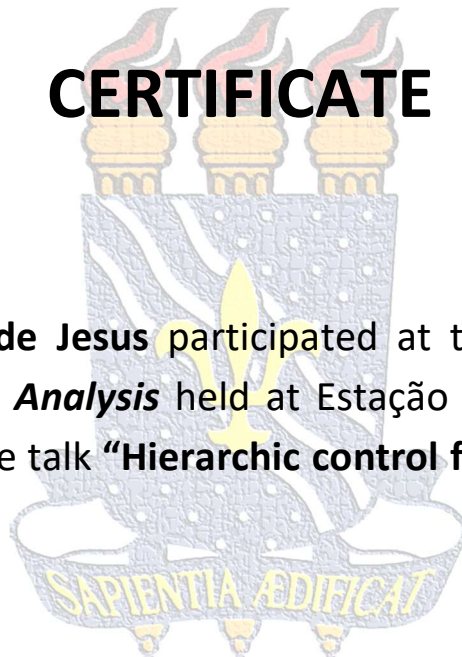 CERTIFICATE
de Jesus participated at t
Analysis held at Estação
e talk “Hierarchic control f
SAPIENTIA ÆDIFICAT